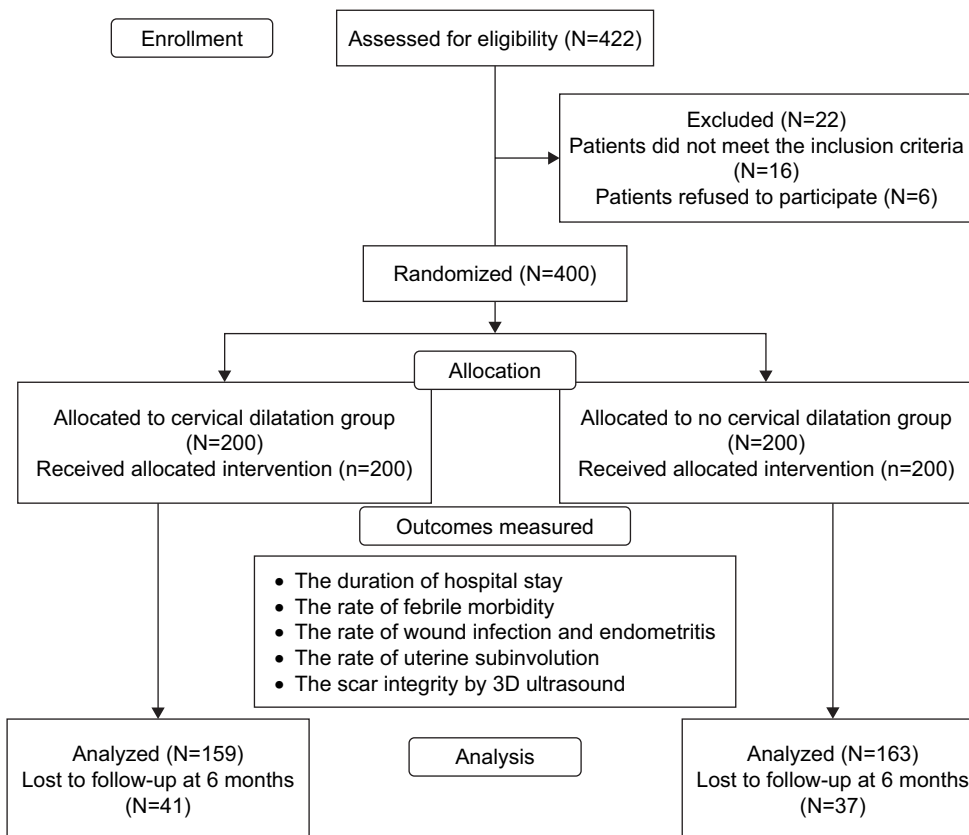 Enrollment
Assessed for eligibility (N=422)
Excluded (N=22)
Patients did not meet the inclusion criteria
(N=16)
Patients refused to participate (N=6)
Randomized (N=400)
Allocation
Allocated to cervical dilatation group
(N=200)
Received allocated intervention (n=200)
Allocated to no cervical dilatation group
(N=200)
Received allocated intervention (n=200)
Outcomes measured
• The duration of hospital stay
• The rate of febrile morbidity
• The rate of wound infection and endometritis
• The rate of uterine subinvolution
• The scar integrity by 3D ultrasound
Analyzed (N=159)
Lost to follow-up at 6 months
(N=41)
Analysis
Analyzed (N=163)
Lost to follow-up at 6 months
(N=37)